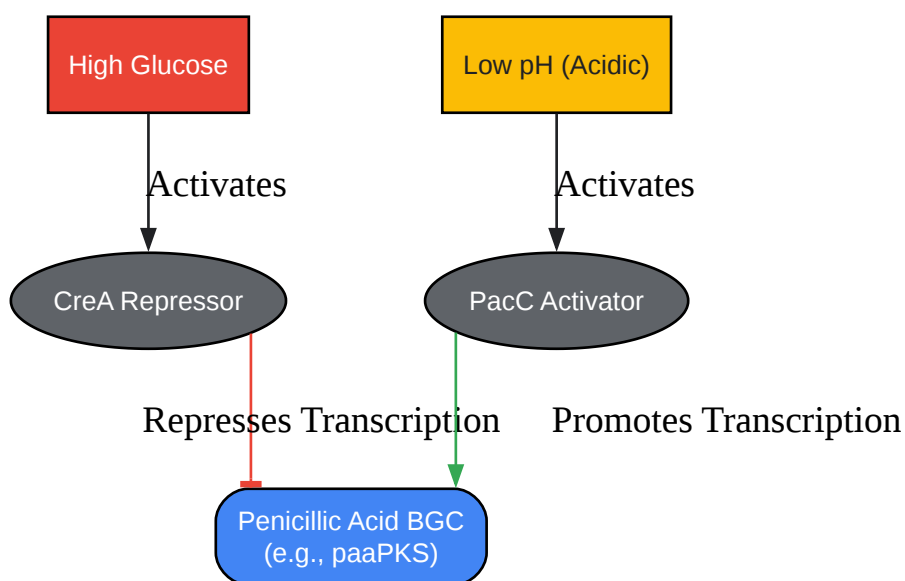 High Glucose
Low pH (Acidic)
Activates
Activates
CreA Repressor
PacC Activator
Represses Transcription
Promotes Transcription
Penicillic Acid BGC
(e.g., paaPKS)